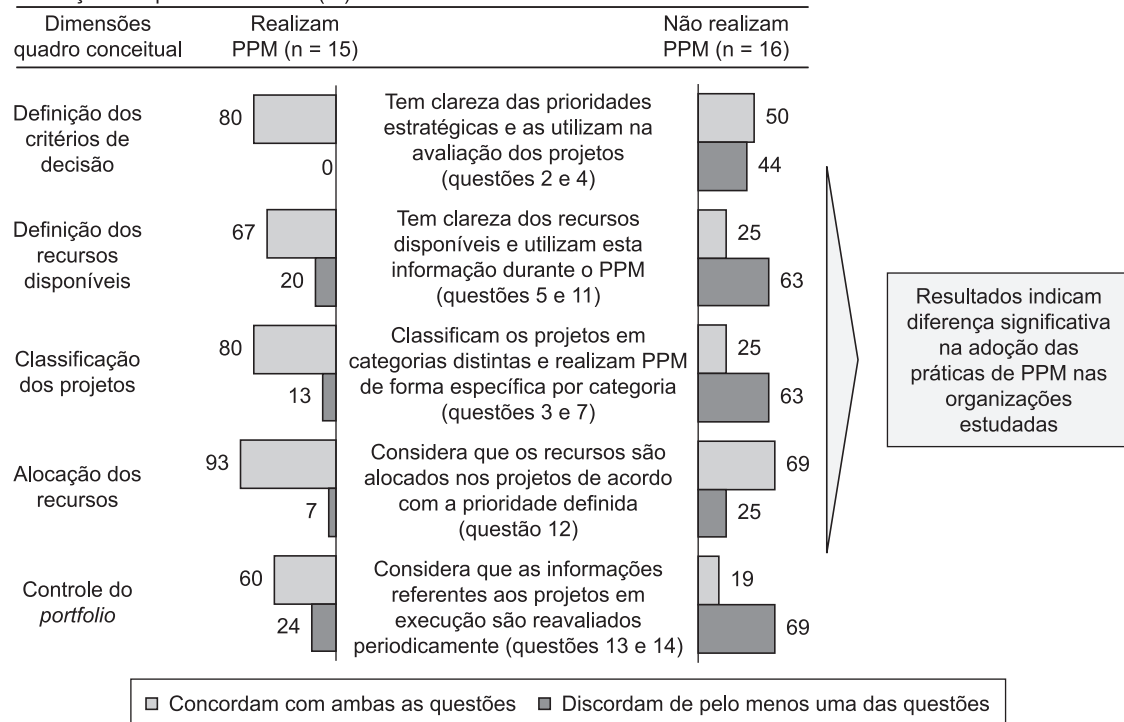 Dimensões
quadro conceitual
Realizam
PPM (n = 15)
Não realizam
PPM (n = 16)
Definição dos
critérios de
decisão
80
0
Tem clareza das prioridades
estratégicas e as utilizam na
avaliação dos projetos
(questões 2 e 4)
50
44
Definição dos
recursos
disponíveis
67
20
Tem clareza dos recursos
disponíveis e utilizam esta
informação durante o PPM
(questões 5 e 11)
25
63
Classificação
dos projetos
80
13
Classificam os projetos em
categorias distintas e realizam PPM
de forma específica por categoria
(questões 3 e 7)
25
63
Alocação dos
recursos
93
7
Considera que os recursos são
alocados nos projetos de acordo
com a prioridade definida
(questão 12)
69
25
Controle do
portfolio
60
24
Considera que as informações
referentes aos projetos em
execução são reavaliados
periodicamente (questões 13 e 14)
19
69
Resultados indicam
diferença significativa
na adoção das
práticas de PPM nas
organizações
estudadas
Concordam com ambas as questões
Discordam de pelo menos uma das questões